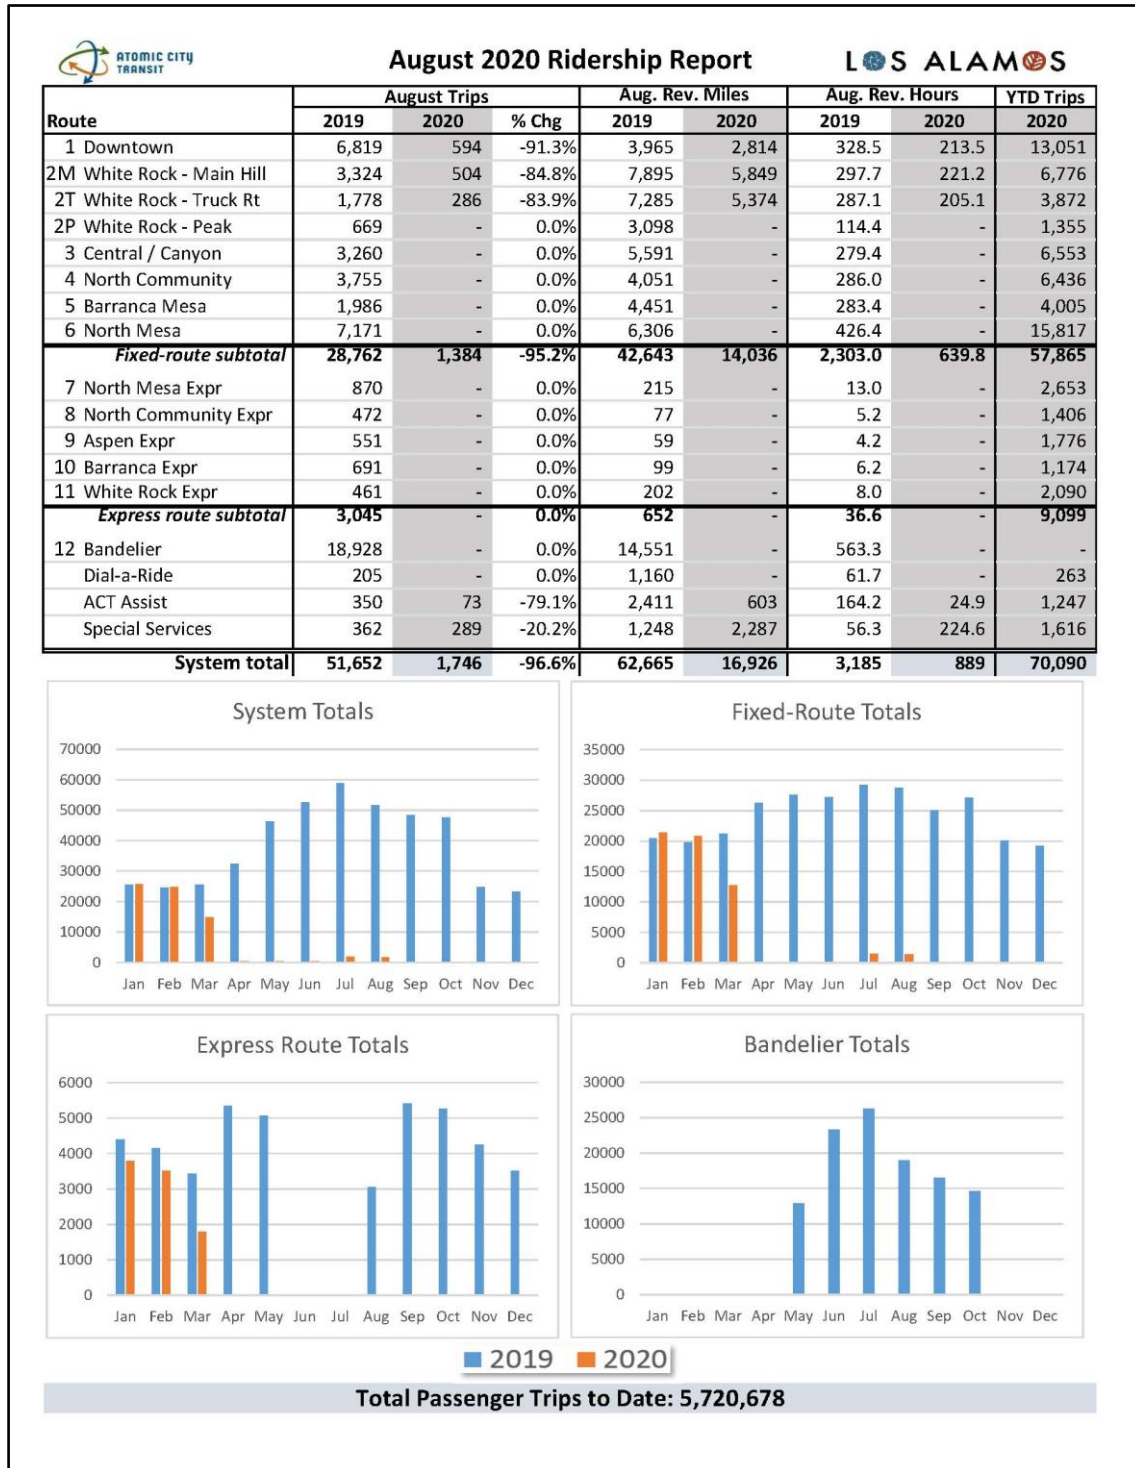 ATOMIC CITY
TRANSIT
August 2020 Ridership Report
LOS ALAMOS
August Trips Aug. Rev. Miles Aug. Rev. Hours YTD Trips
Route 2019 2020 % Chg 2019 2020 2019 2020 2020
1 Downtown 6,819 594 -91.3% 3,965 2,814 328.5 213.5 13,051
2M White Rock - Main Hill 3,324 504 -84.8% 7,895 5,849 297.7 221.2 6,776
2T White Rock - Truck Rt 1,778 286 -83.9% 7,285 5,374 287.1 205.1 3,872
2P White Rock - Peak 669 - 0.0% 3,098 - 114.4 - 1,355
3 Central / Canyon 3,260 - 0.0% 5,591 - 279.4 - 6,553
4 North Community 3,755 - 0.0% 4,051 - 286.0 - 6,436
5 Barranca Mesa 1,986 - 0.0% 4,451 - 283.4 - 4,005
6 North Mesa 7,171 - 0.0% 6,306 - 426.4 - 15,817
Fixed-route subtotal 28,762 1,384 -95.2% 42,643 14,036 2,303.0 639.8 57,865
7 North Mesa Expr 870 - 0.0% 215 - 13.0 - 2,653
8 North Community Expr 472 - 0.0% 77 - 5.2 - 1,406
9 Aspen Expr 551 - 0.0% 59 - 4.2 - 1,776
10 Barranca Expr 691 - 0.0% 99 - 6.2 - 1,174
11 White Rock Expr 461 - 0.0% 202 - 8.0 - 2,090
Express route subtotal 3,045 - 0.0% 652 - 36.6 - 9,099
12 Bandelier 18,928 - 0.0% 14,551 - 563.3 - -
Dial-a-Ride 205 - 0.0% 1,160 - 61.7 - 263
ACT Assist 350 73 -79.1% 2,411 603 164.2 24.9 1,247
Special Services 362 289 -20.2% 1,248 2,287 56.3 224.6 1,616
System total 51,652 1,746 -96.6% 62,665 16,926 3,185 889 70,090
System Totals
70000
60000
50000
40000
30000
20000
10000
0
Jan Feb Mar Apr May Jun Jul Aug Sep Oct Nov Dec
Fixed-Route Totals
35000
30000
25000
20000
15000
10000
5000
0
Jan Feb Mar Apr May Jun Jul Aug Sep Oct Nov Dec
Express Route Totals
6000
5000
4000
3000
2000
1000
0
Jan Feb Mar Apr May Jun Jul Aug Sep Oct Nov Dec
Bandelier Totals
30000
25000
20000
15000
10000
5000
0
Jan Feb Mar Apr May Jun Jul Aug Sep Oct Nov Dec
2019 2020
Total Passenger Trips to Date: 5,720,678